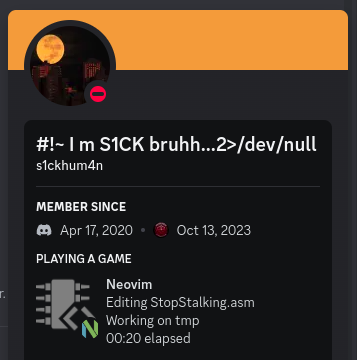 #!~ I m S1CK bruhh...2>/dev/null
s1ckhum4n
MEMBER SINCE
Apr 17, 2020 • Oct 13, 2023
PLAYING A GAME
r.
Neovim
Editing StopStalking.asm
Working on tmp
00:20 elapsed